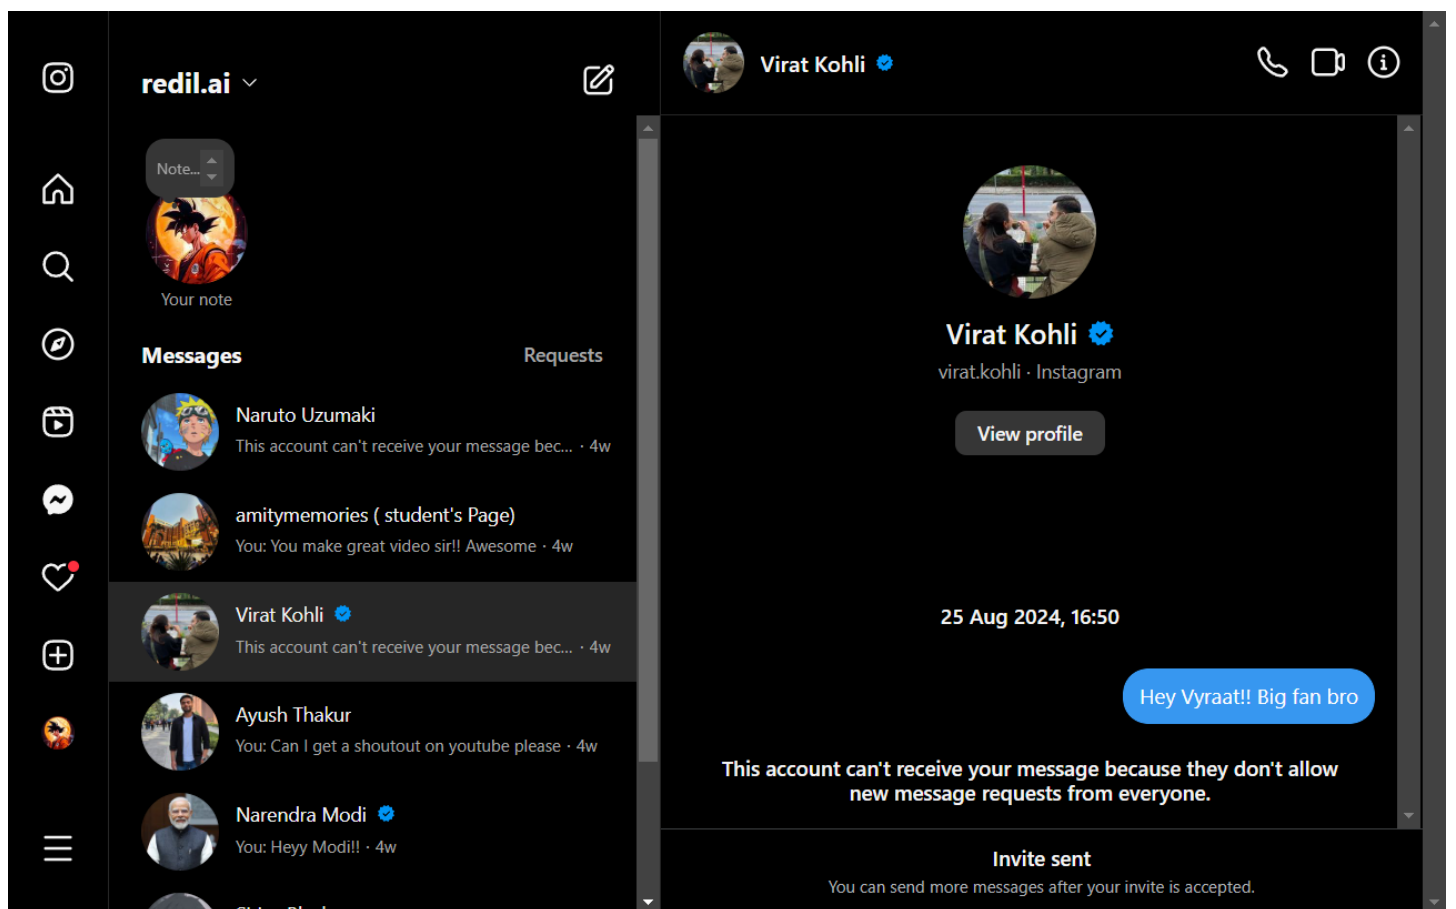 redil.ai
Note...
Your note
Messages
Requests
Naruto Uzumaki
This account can't receive your message bec... · 4w
amitymemories ( student's Page)
You: You make great video sir!! Awesome · 4w
Virat Kohli
This account can't receive your message bec... · 4w
Ayush Thakur
You: Can I get a shoutout on youtube please · 4w
Narendra Modi
You: Heyy Modi!! · 4w
Virat Kohli
Virat Kohli
virat.kohli · Instagram
View profile
25 Aug 2024, 16:50
Hey Vyraat!! Big fan bro
This account can't receive your message because they don't allow
new message requests from everyone.
Invite sent
You can send more messages after your invite is accepted.